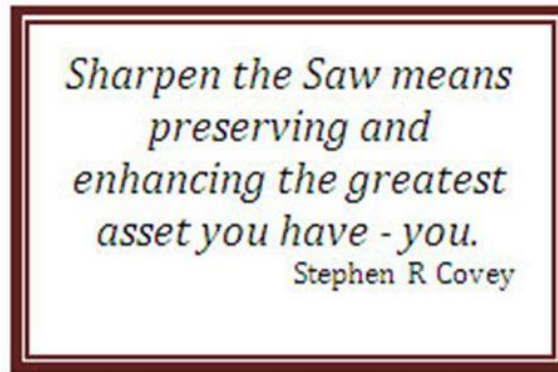 Sharpen the Saw means
preserving and
enhancing the greatest
asset you have - you.
Stephen R Covey